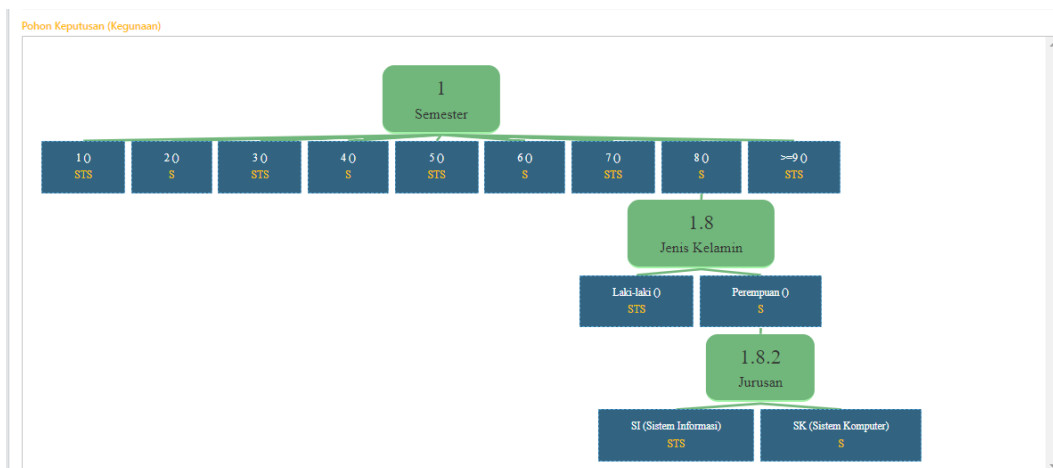 Pohon Keputusan (Kegunaan)
1
Semester
1 () 2 () 3 () 4 () 5 () 6 () 7 () 8 () >=9 ()
STS S STS S STS S STS S STS
1.8
Jenis Kelamin
Laki-laki () Perempuan ()
STS S
1.8.2
Jurusan
SI (Sistem Informasi) SK (Sistem Komputer)
STS S